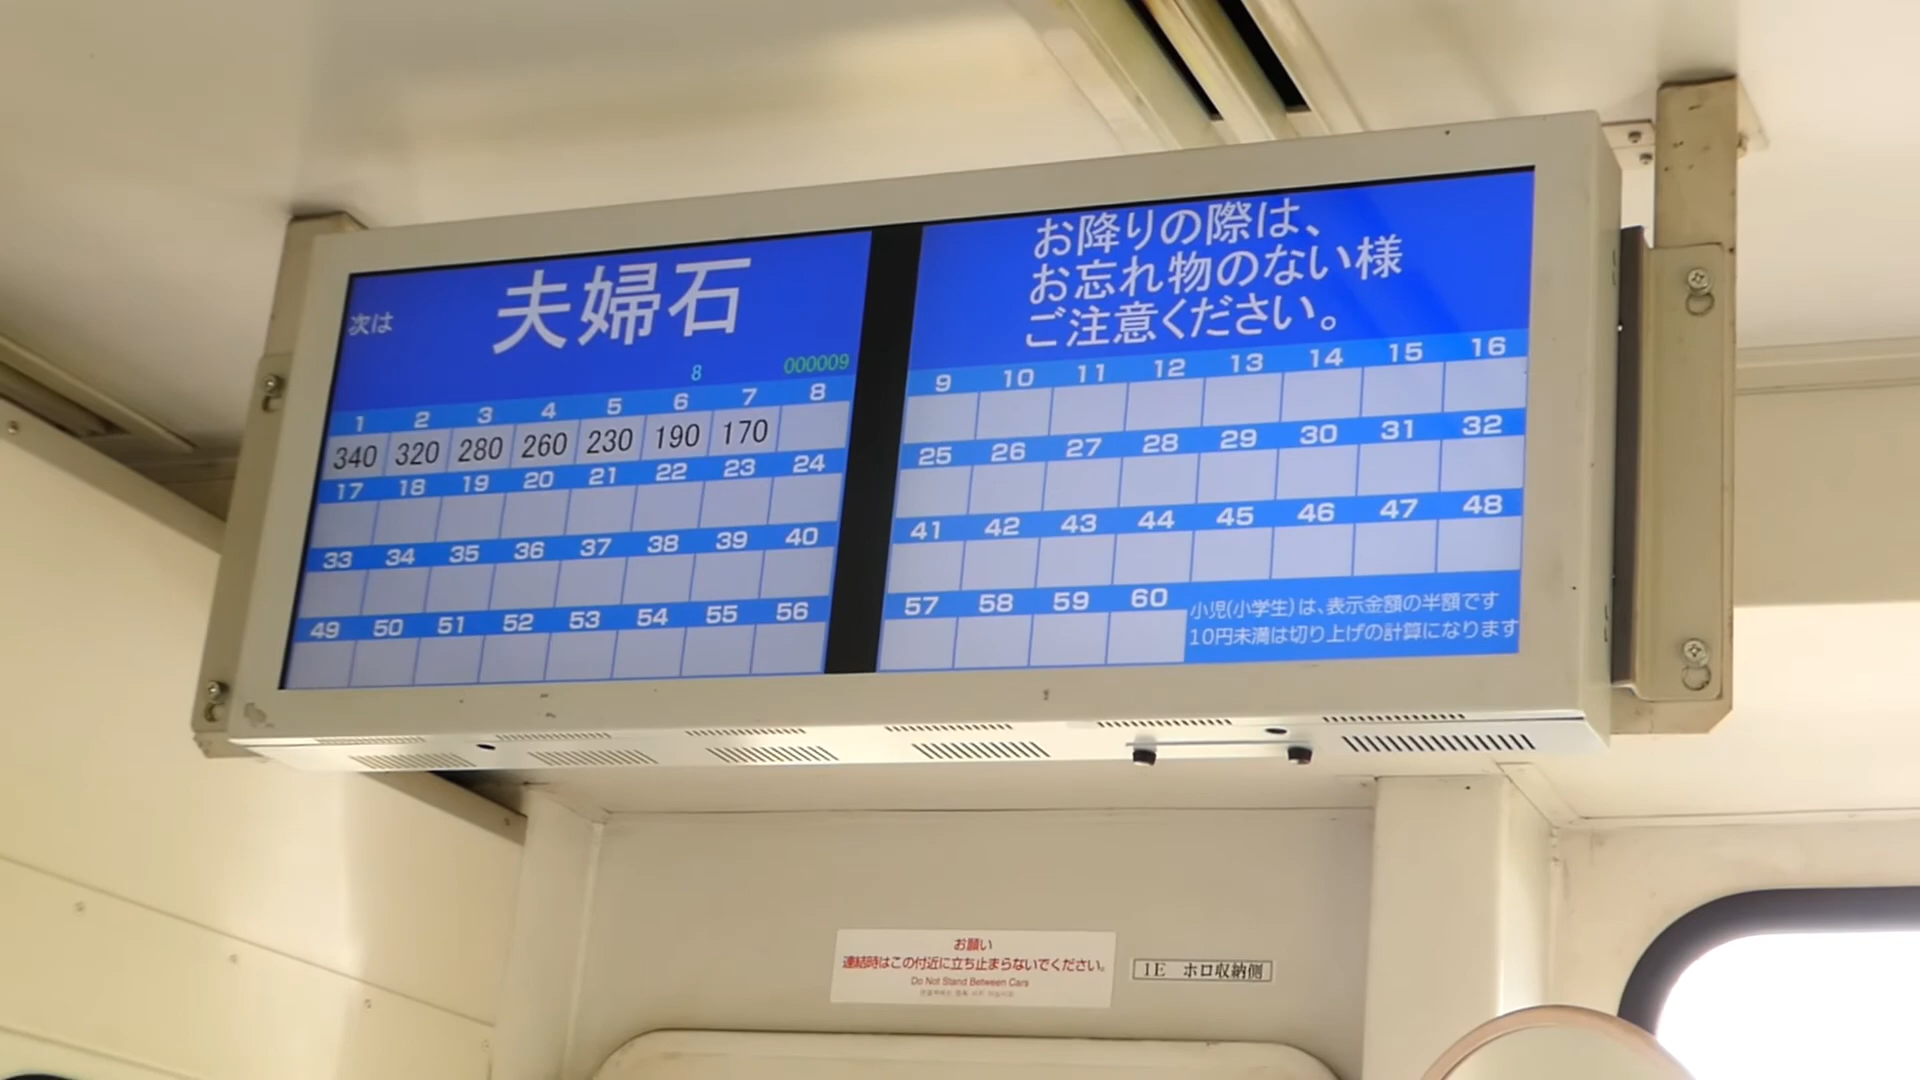 次は 夫婦石
8 000009
1 2 3 4 5 6 7 8
340 320 280 260 230 190 170
17 18 19 20 21 22 23 24
33 34 35 36 37 38 39 40
49 50 51 52 53 54 55 56
お降りの際は、
お忘れ物のない様
ご注意ください。
9 10 11 12 13 14 15 16
25 26 27 28 29 30 31 32
41 42 43 44 45 46 47 48
57 58 59 60
小児(小学生)は、表示金額の半額です
10円未満は切り上げの計算になります
お願い
連結時はこの付近に立ち止まらないでください。
Do Not Stand Between Cars
1E ホロ収納側